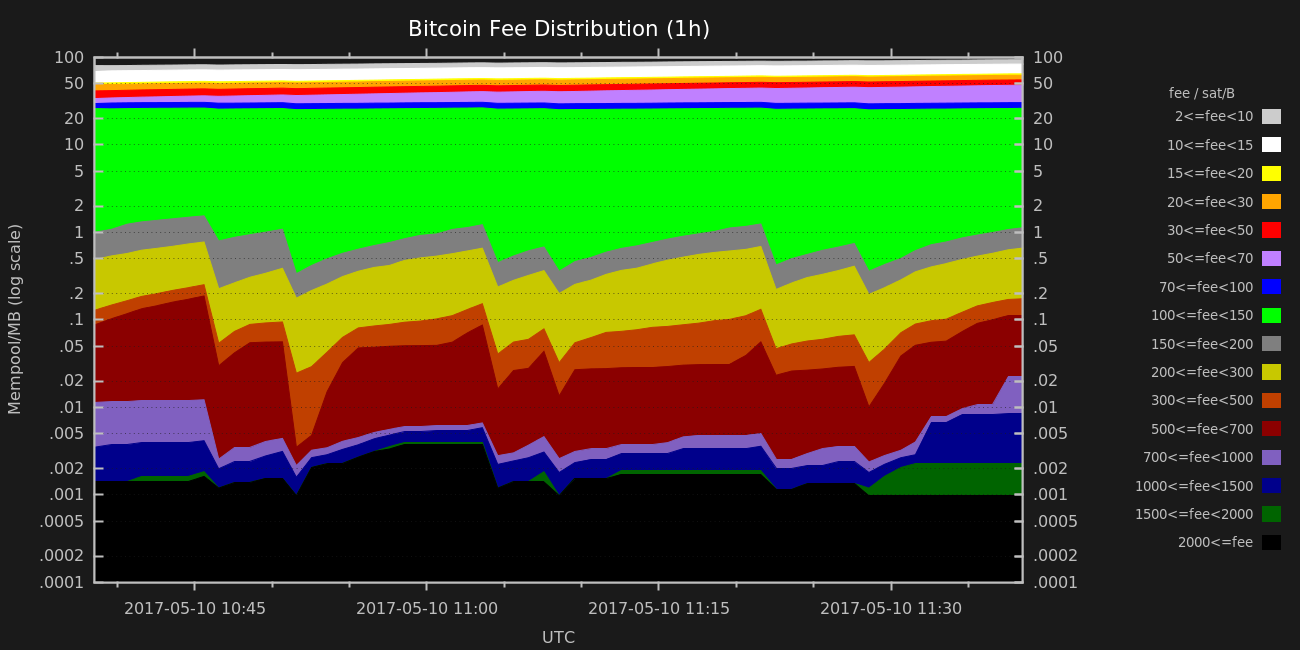 Bitcoin Fee Distribution (1h)
Mempool/MB (log scale)
100
50
20
10
5
2
1
.5
.2
.1
.05
.02
.01
.005
.002
.001
.0005
.0002
.0001
100
50
20
10
5
2
1
.5
.2
.1
.05
.02
.01
.005
.002
.001
.0005
.0002
.0001
2017-05-10 10:45
2017-05-10 11:00
2017-05-10 11:15
2017-05-10 11:30
UTC
fee / sat/B
2<=fee<10
10<=fee<15
15<=fee<20
20<=fee<30
30<=fee<50
50<=fee<70
70<=fee<100
100<=fee<150
150<=fee<200
200<=fee<300
300<=fee<500
500<=fee<700
700<=fee<1000
1000<=fee<1500
1500<=fee<2000
2000<=fee